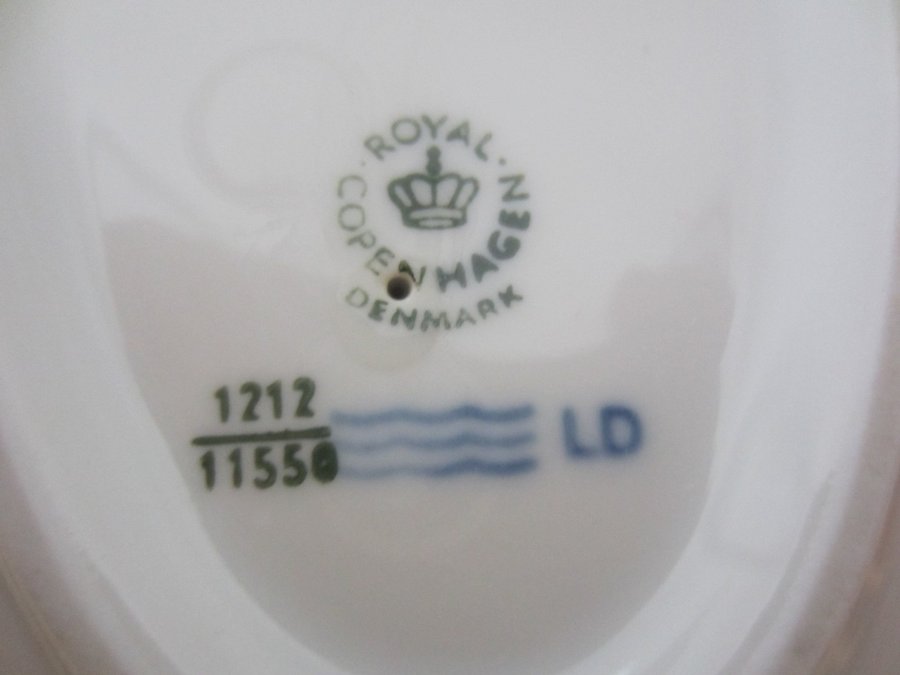 · ROYAL ·
COPENHAGEN
DENMARK
1212
11550
LD